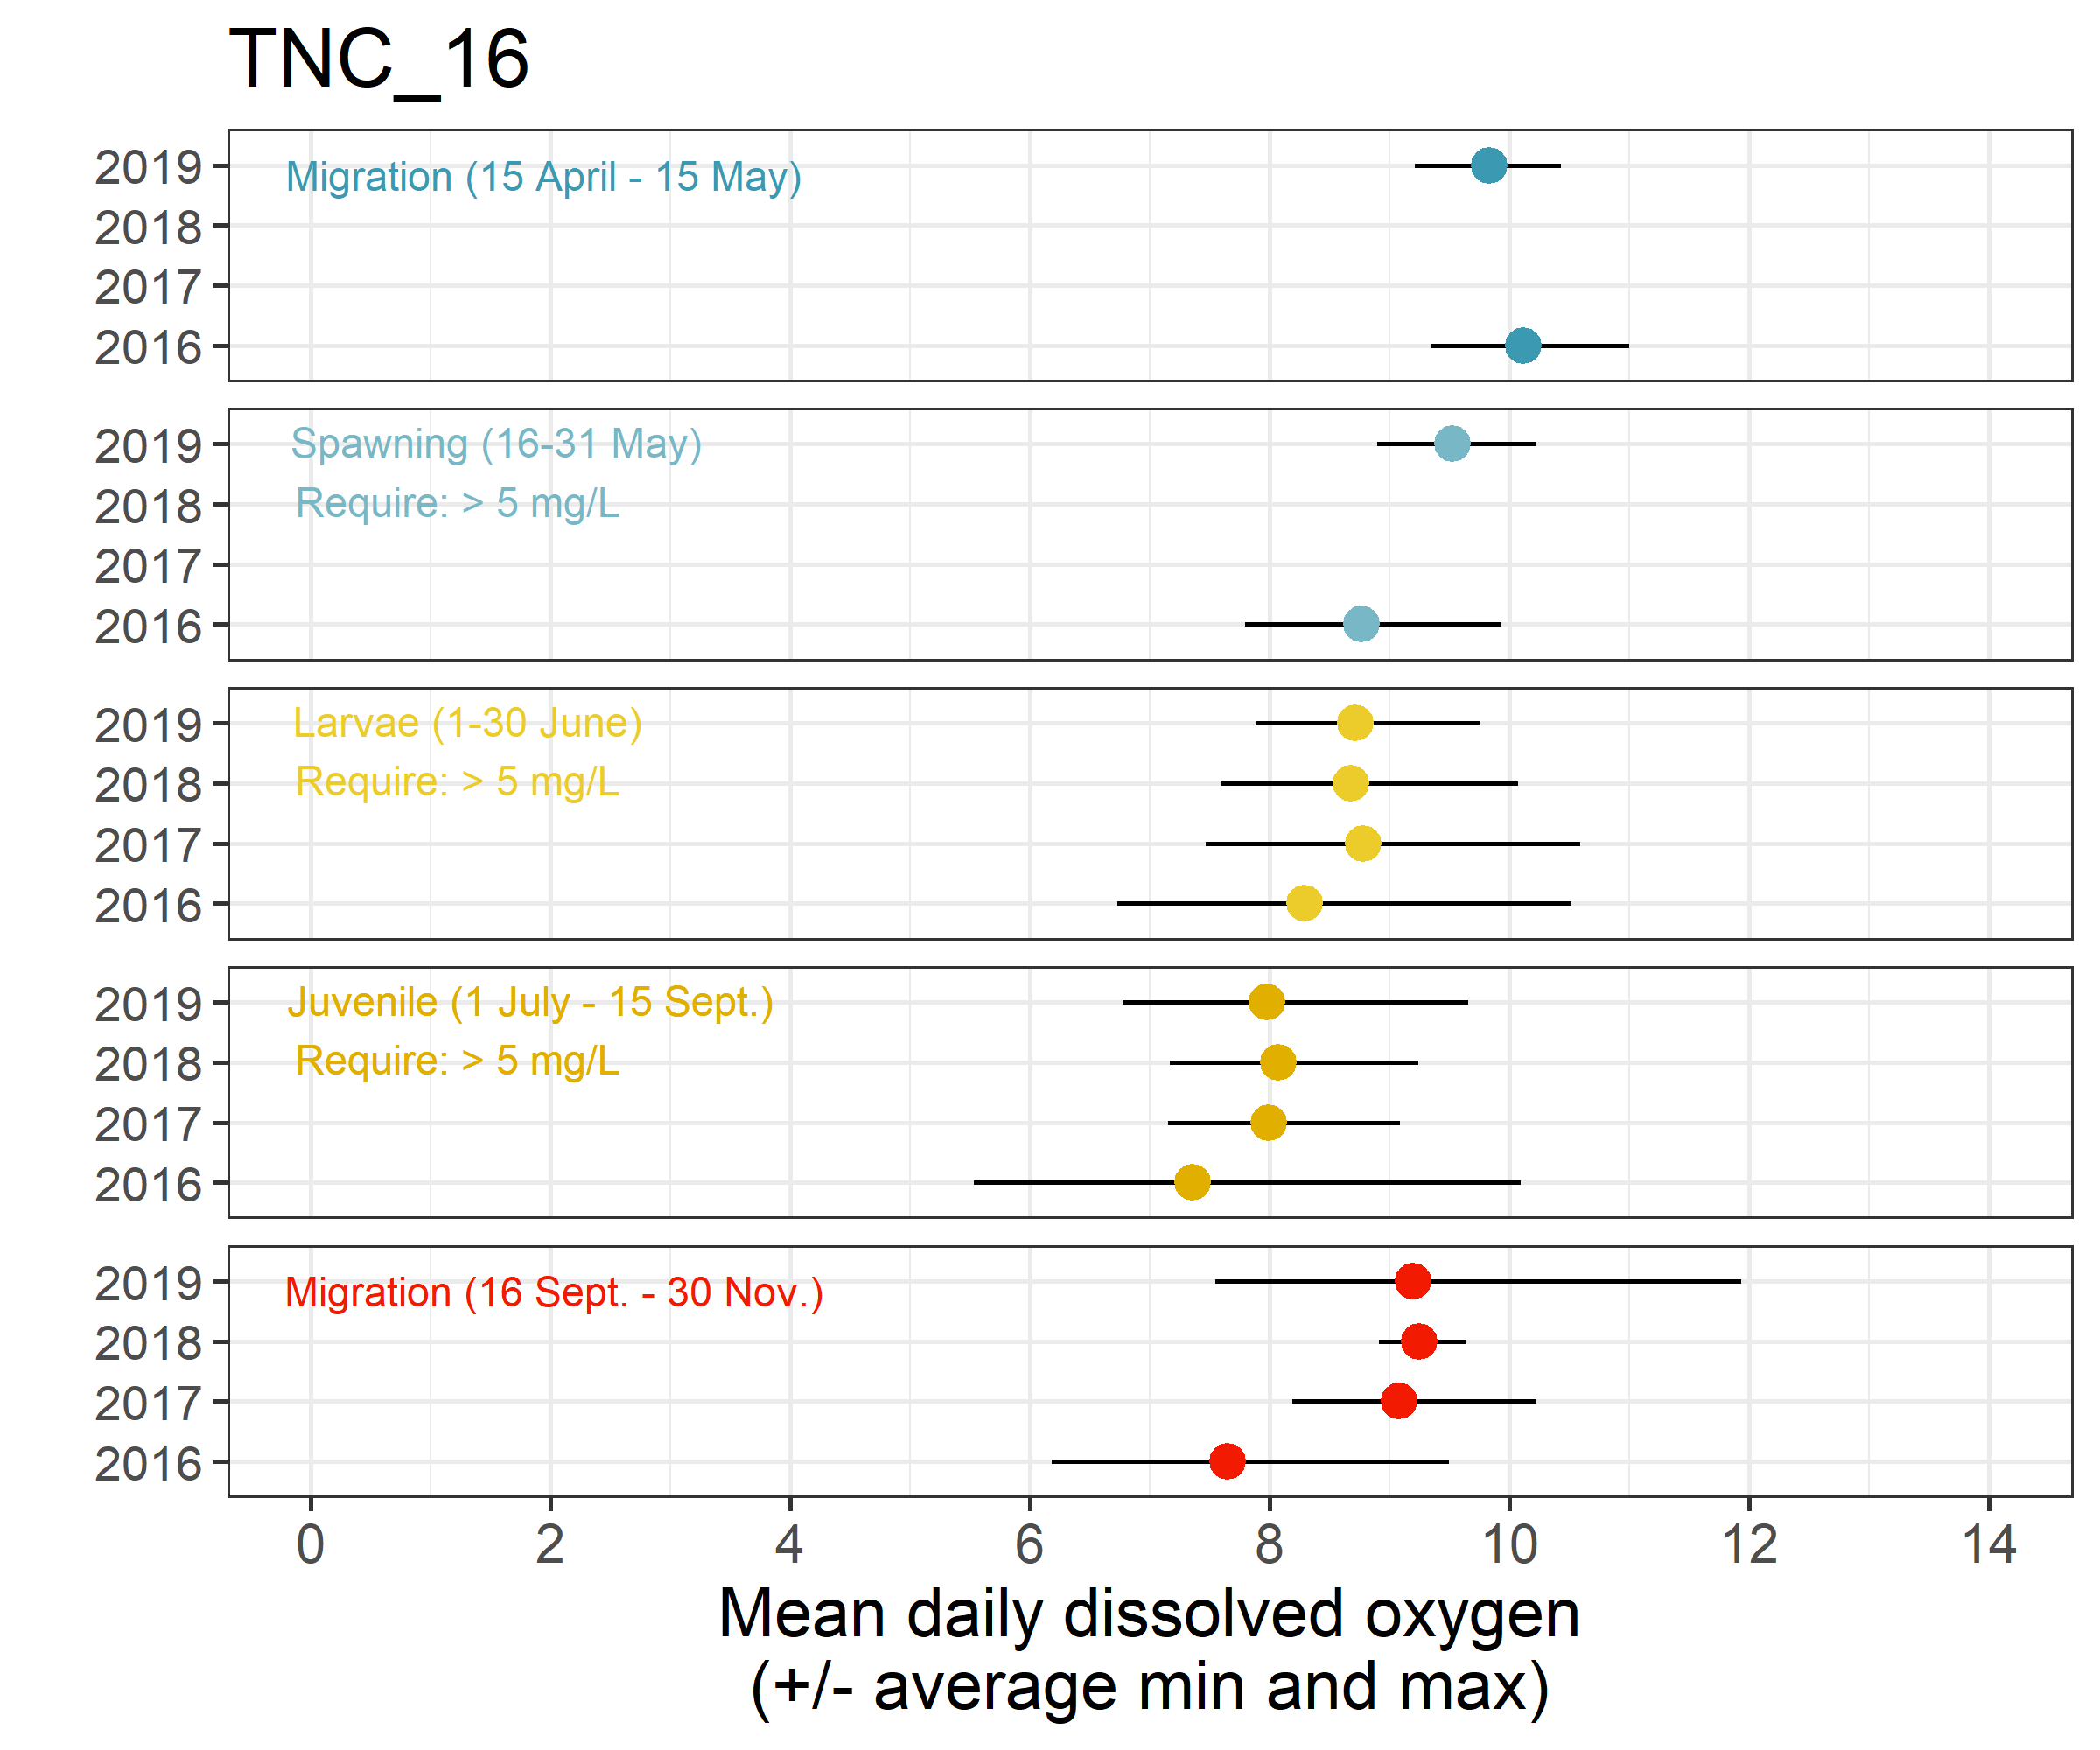 TNC_16
2019
Migration (15 April - 15 May)
2018
2017
2016
2019
Spawning (16-31 May)
2018
Require: > 5 mg/L
2017
2016
2019
Larvae (1-30 June)
2018
Require: > 5 mg/L
2017
2016
2019
Juvenile (1 July - 15 Sept.)
2018
Require: > 5 mg/L
2017
2016
2019
Migration (16 Sept. - 30 Nov.)
2018
2017
2016
0 2 4 6 8 10 12 14
Mean daily dissolved oxygen
(+/- average min and max)